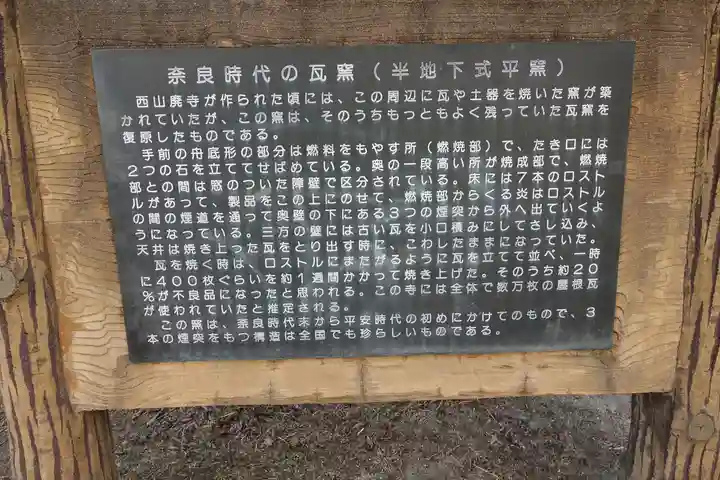 奈良時代の瓦窯（半地下式平窯）
西山廃寺が作られた頃には、この周辺に瓦や土器を焼いた窯が築
かれていたが、この窯は、そのうちもっともよく残っていた瓦窯を
復原したものである。
手前の舟底形の部分は燃料をもやす所（燃焼部）で、たき口には
2つの石を立ててせばめている。奥の一段高い所が焼成部で、燃焼
部との間は窓のついた障壁で区分されている。床には7本のロスト
ルがあって、製品をこの上にのせて、燃焼部からくる炎はロストル
の間の煙道を通って奥壁の下にある3つの煙突から外へ出ていくよ
うになっている。三方の壁には古い瓦を小口積みにしてさし込み、
天井は焼き上った瓦をとり出す時に、こわしたままになっていた。
瓦を焼く時は、ロストルにまたがるように瓦を立てて並べ、一時
に400枚ぐらいを約1週間かかって焼き上げた。そのうち約20
%が不良品になったと思われる。この寺には全体で数万枚の屋根瓦
が使われていたと推定される。
この窯は、奈良時代末から平安時代の初めにかけてのもので、3
本の煙突をもつ構造は全国でも珍らしいものである。